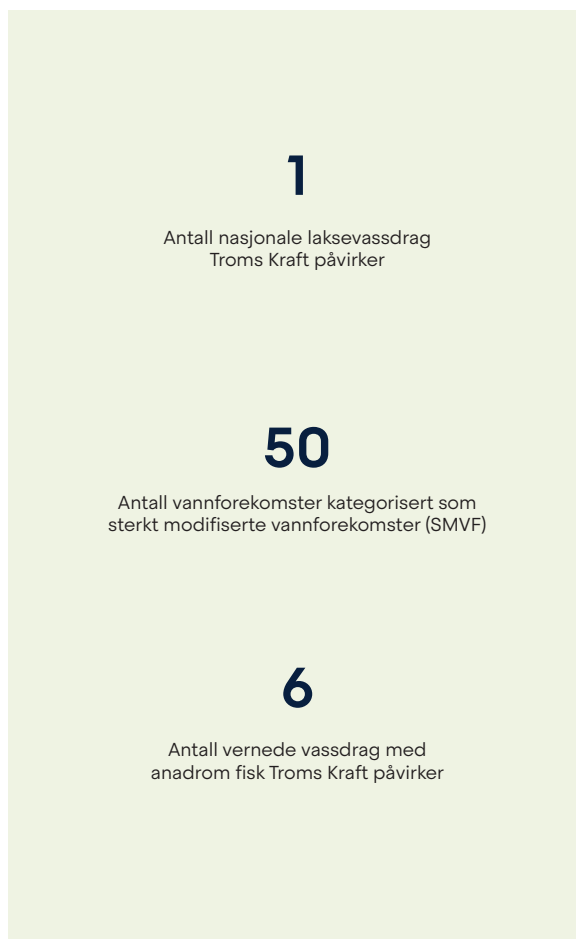 1
Antall nasjonale laksevassdrag
Troms Kraft påvirker
50
Antall vannforekomster kategorisert som
sterkt modifiserte vannforekomster (SMVF)
6
Antall vernede vassdrag med
anadrom fisk Troms Kraft påvirker